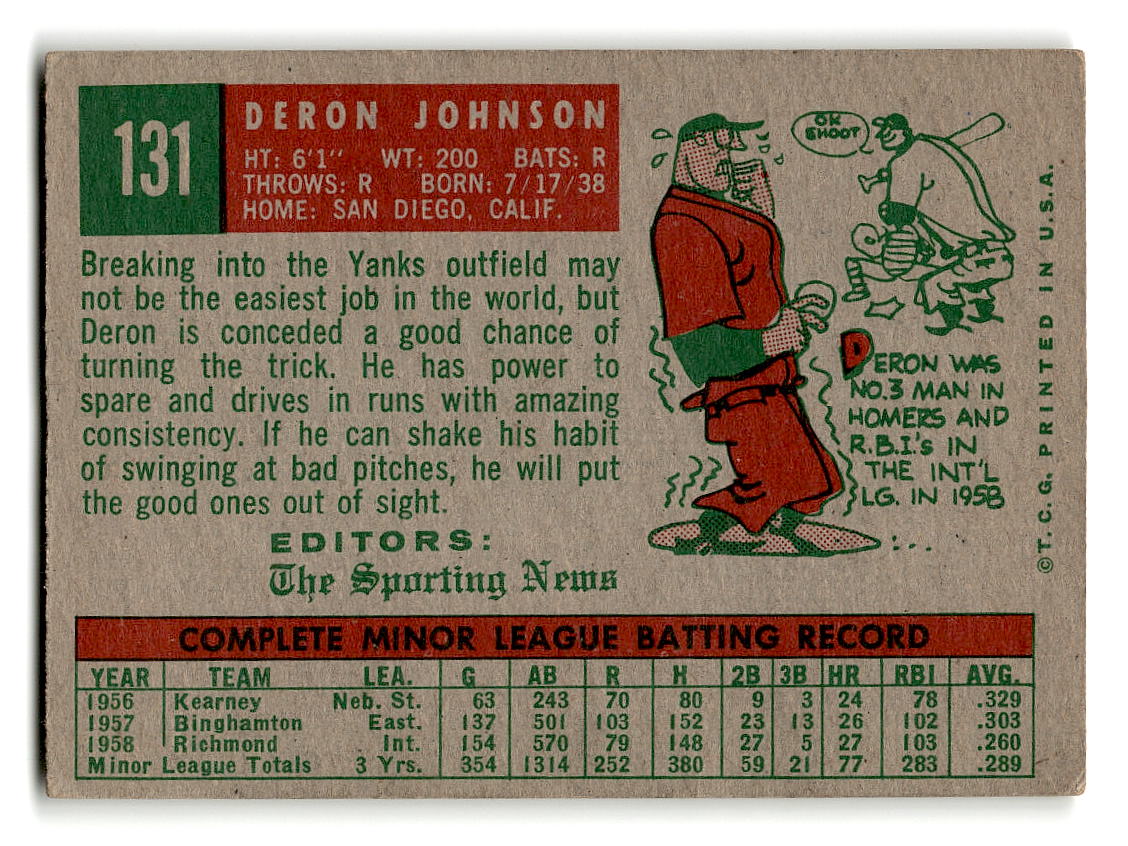 131
DERON JOHNSON
HT: 6'1" WT: 200 BATS: R
THROWS: R BORN: 7/17/38
HOME: SAN DIEGO, CALIF.
Breaking into the Yanks outfield may
not be the easiest job in the world, but
Deron is conceded a good chance of
turning the trick. He has power to
spare and drives in runs with amazing
consistency. If he can shake his habit
of swinging at bad pitches, he will put
the good ones out of sight.
EDITORS:
The Sporting News
OK
SHOOT
DERON WAS
NO.3 MAN IN
HOMERS AND
R.B.I.'s IN
THE INT'L
LG. IN 1958
©T. C. G. PRINTED IN U.S.A.
COMPLETE MINOR LEAGUE BATTING RECORD
YEAR TEAM LEA. G AB R H 2B 3B HR RBI AVG.
1956 Kearney Neb. St. 63 243 70 80 9 3 24 78 .329
1957 Binghamton East. 137 501 103 152 23 13 26 102 .303
1958 Richmond Int. 154 570 79 148 27 5 27 103 .260
Minor League Totals 3 Yrs. 354 1314 252 380 59 21 77 283 .289